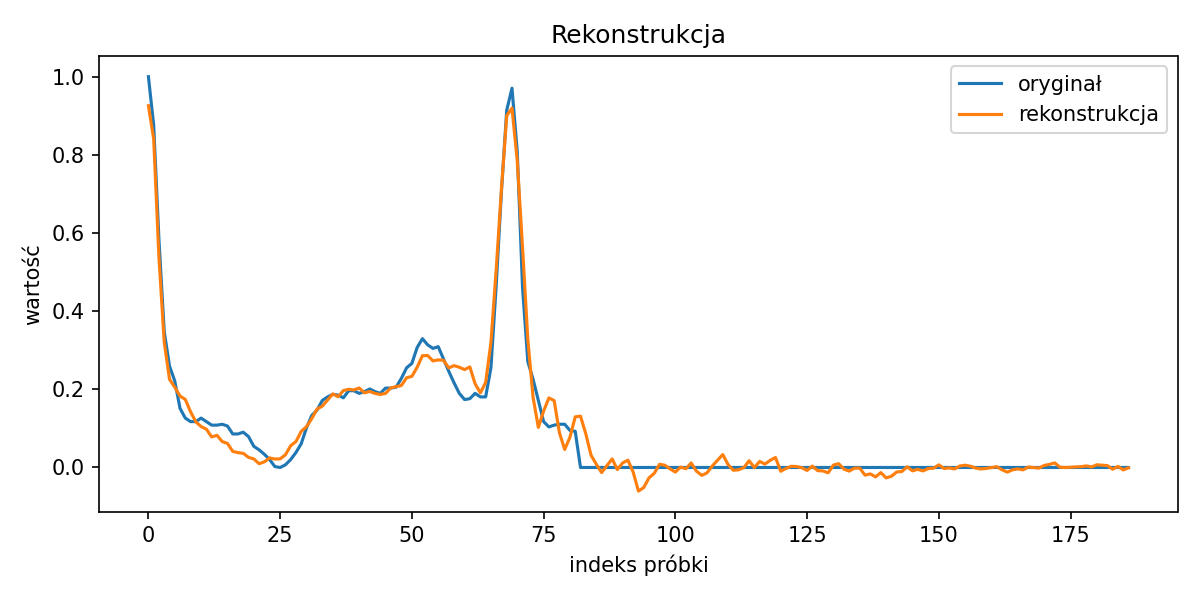 Rekonstrukcja
oryginał
rekonstrukcja
wartość
1.0
0.8
0.6
0.4
0.2
0.0
0 25 50 75 100 125 150 175
indeks próbki